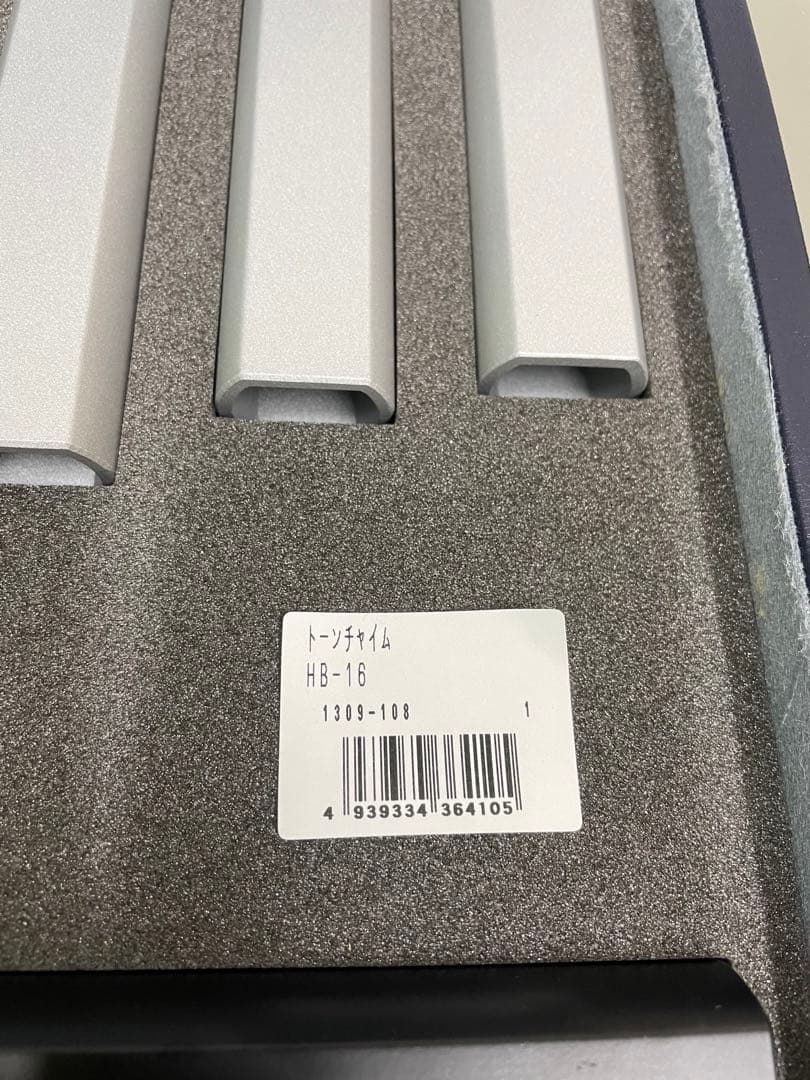 ﾄｰﾝﾁｬｲﾑ
HB-16
1309-108 1
4 939334 364105